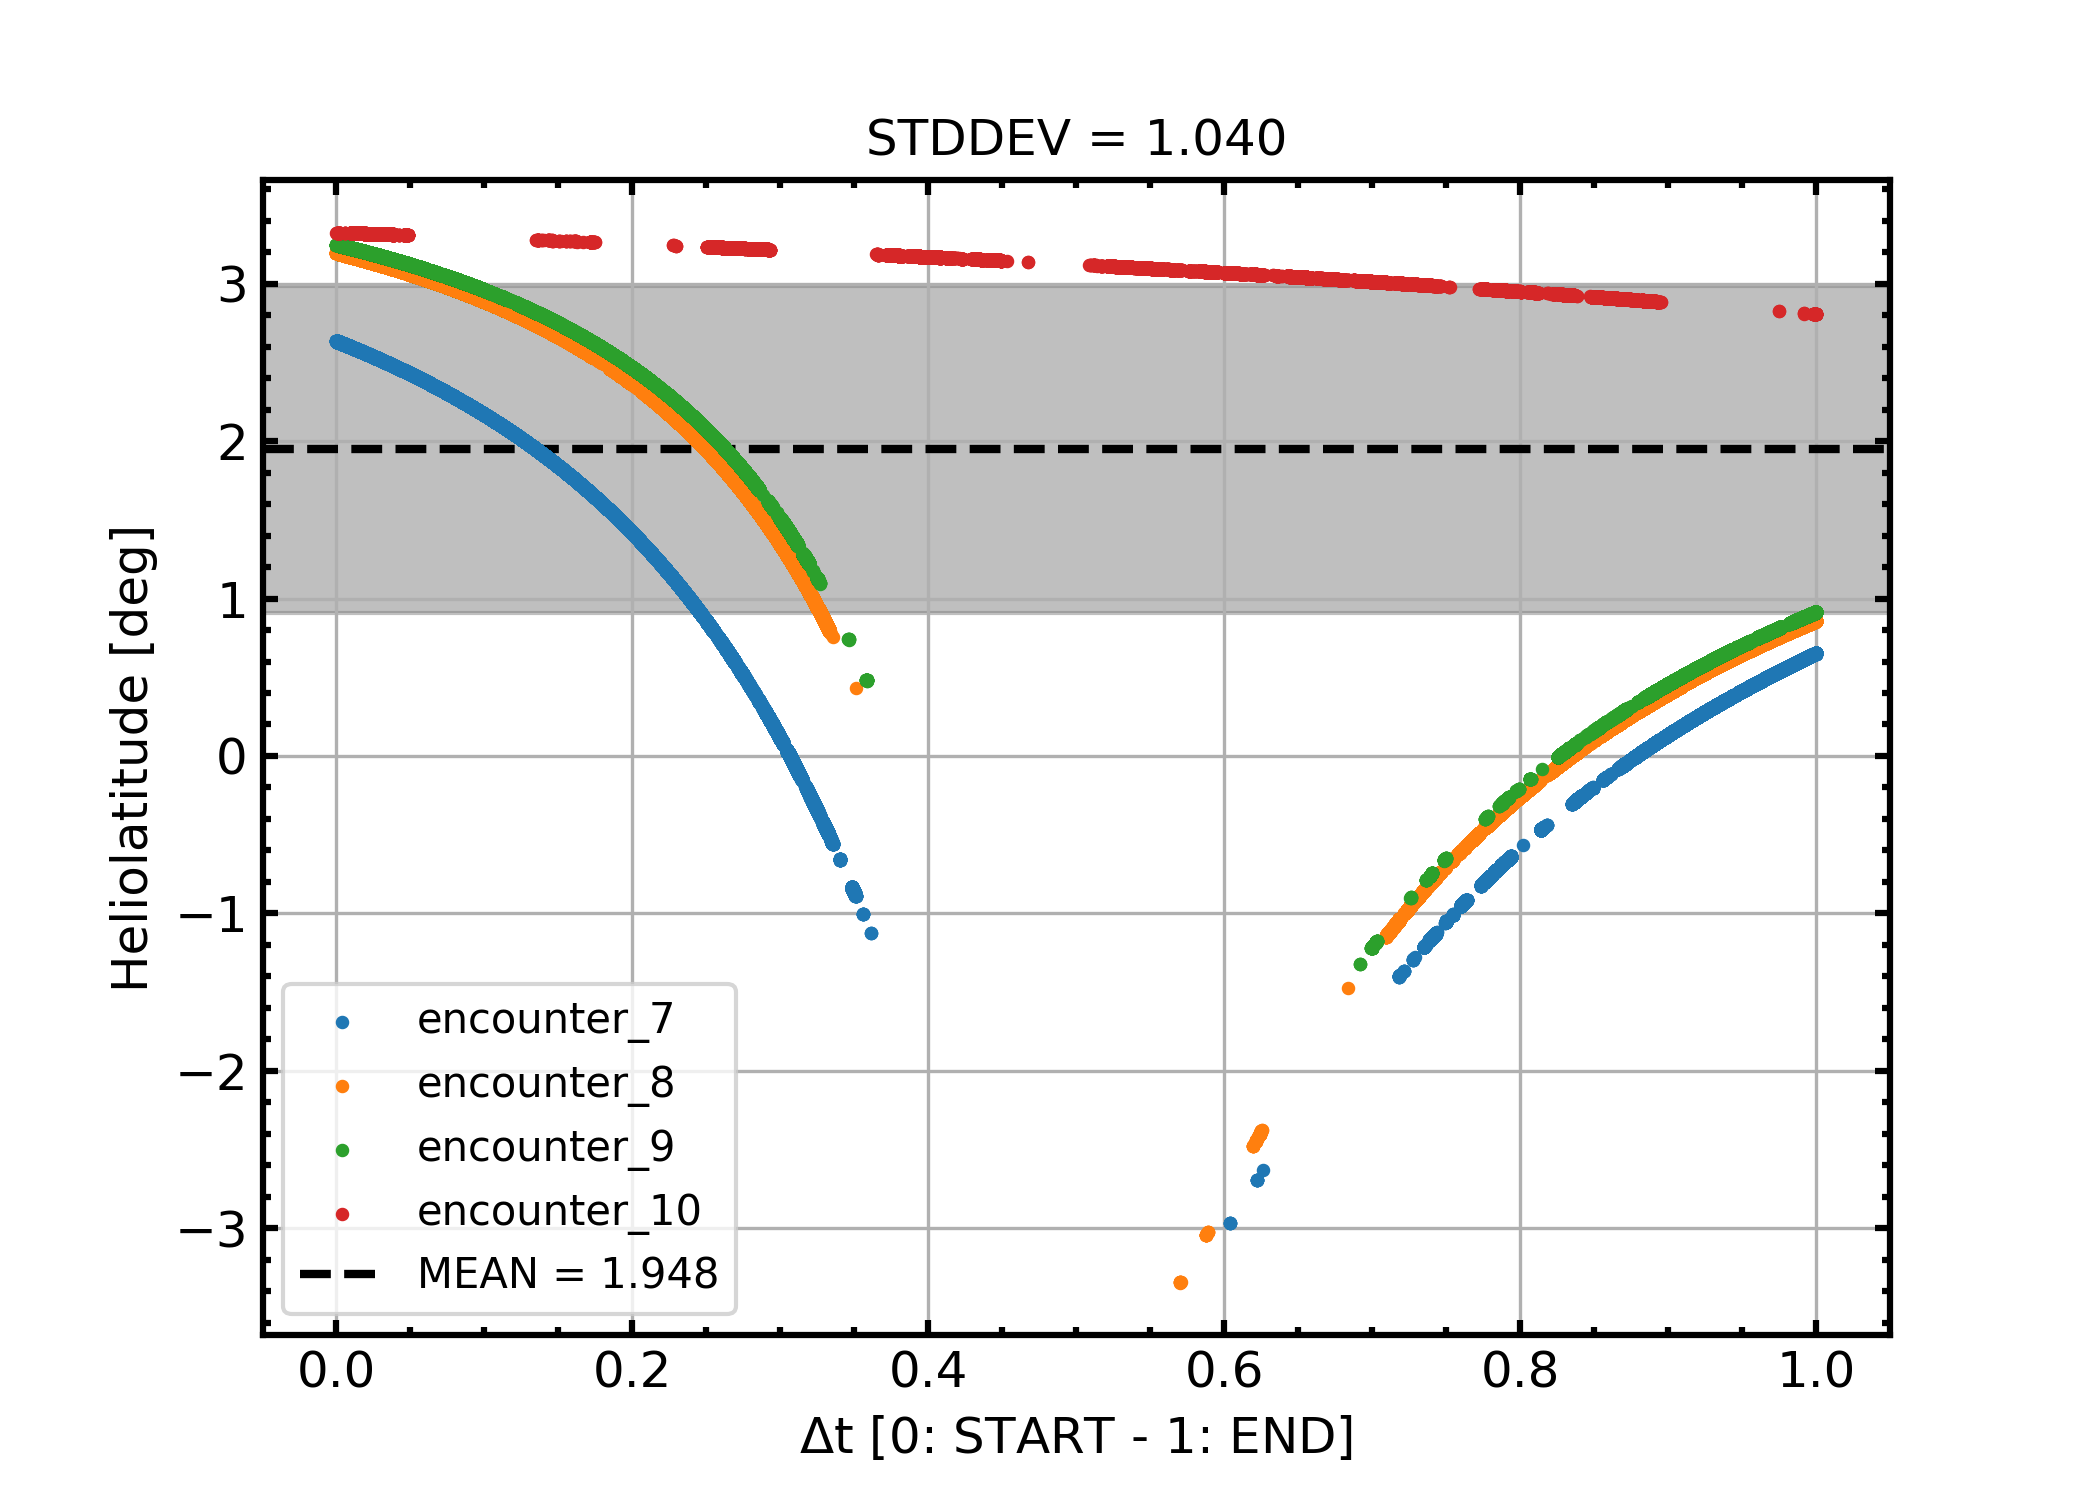 STDDEV = 1.040
Heliolatitude [deg]
3
2
1
0
−1
−2
−3
encounter_7
encounter_8
encounter_9
encounter_10
MEAN = 1.948
0.0 0.2 0.4 0.6 0.8 1.0
Δt [0: START - 1: END]